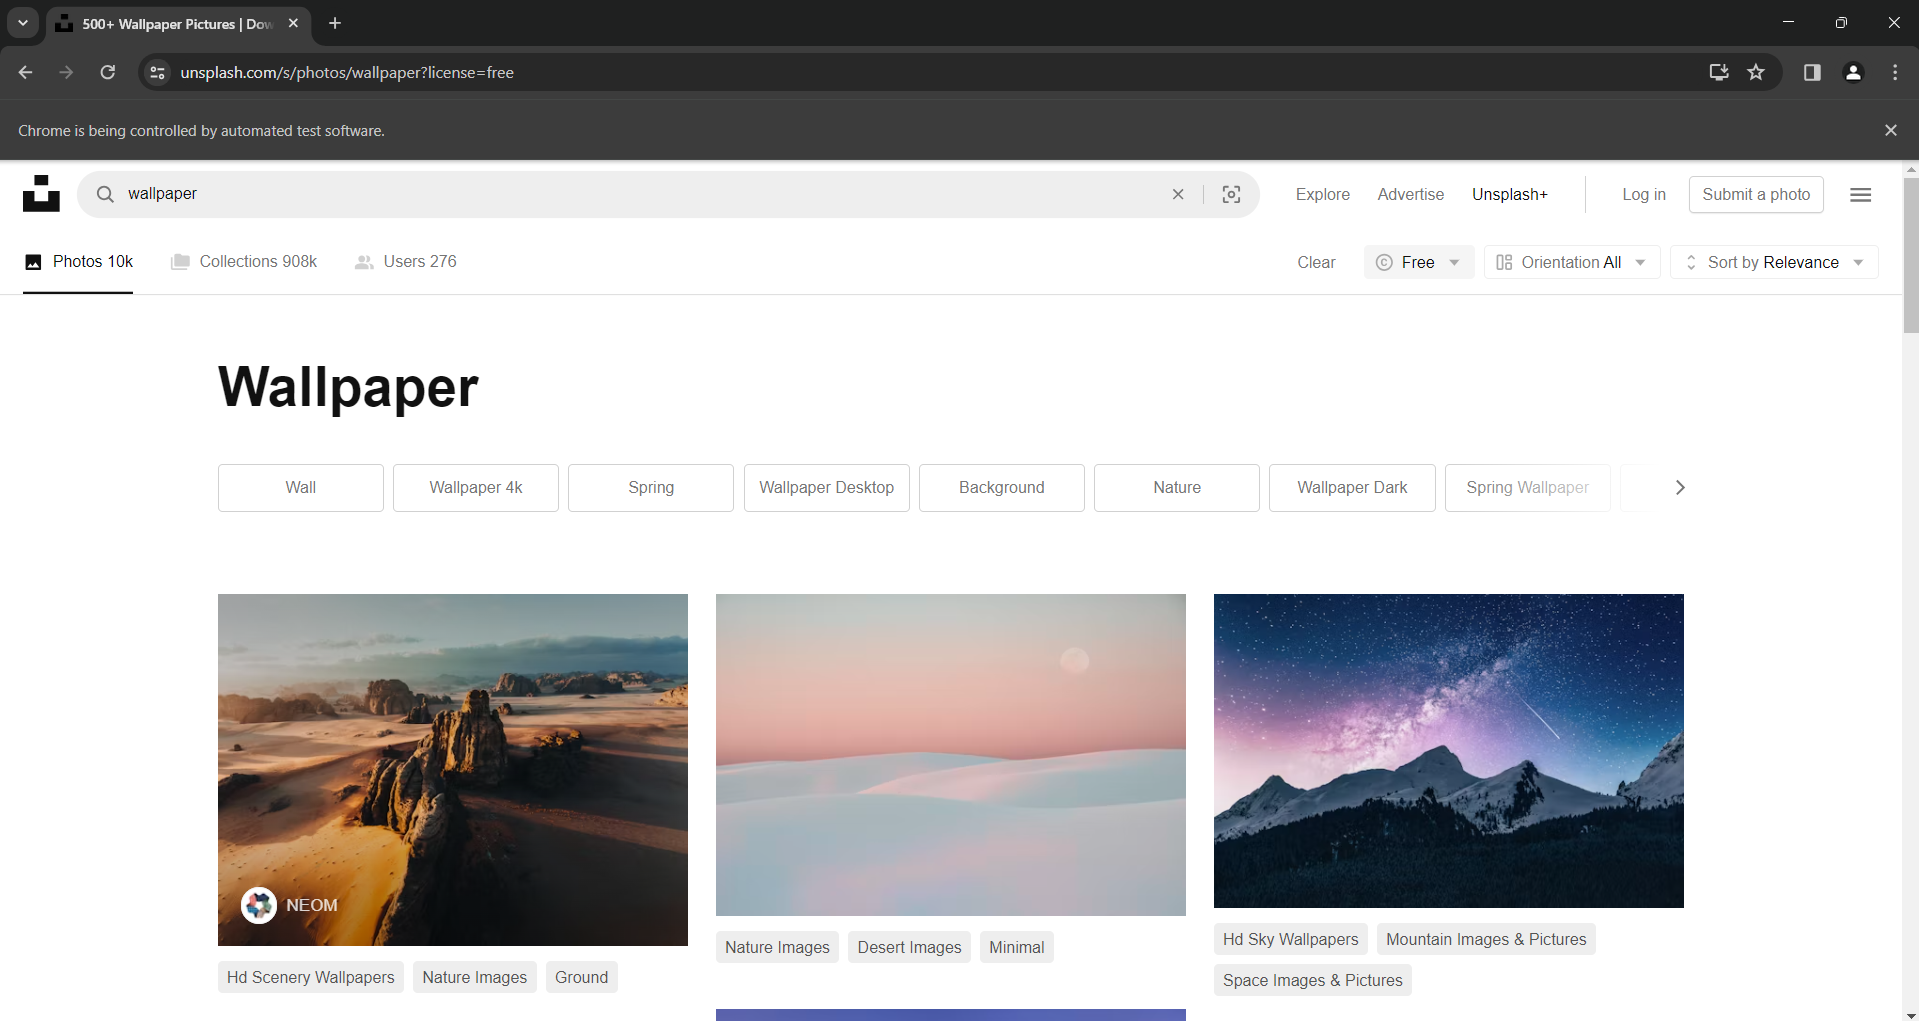 500+ Wallpaper Pictures | Dow
unsplash.com/s/photos/wallpaper?license=free
Chrome is being controlled by automated test software.
wallpaper
Explore
Advertise
Unsplash+
Log in
Submit a photo
Photos 10k
Collections 908k
Users 276
Clear
Free
Orientation All
Sort by Relevance
Wallpaper
Wall
Wallpaper 4k
Spring
Wallpaper Desktop
Background
Nature
Wallpaper Dark
Spring Wallpaper
NEOM
Hd Scenery Wallpapers
Nature Images
Ground
Nature Images
Desert Images
Minimal
Hd Sky Wallpapers
Mountain Images & Pictures
Space Images & Pictures